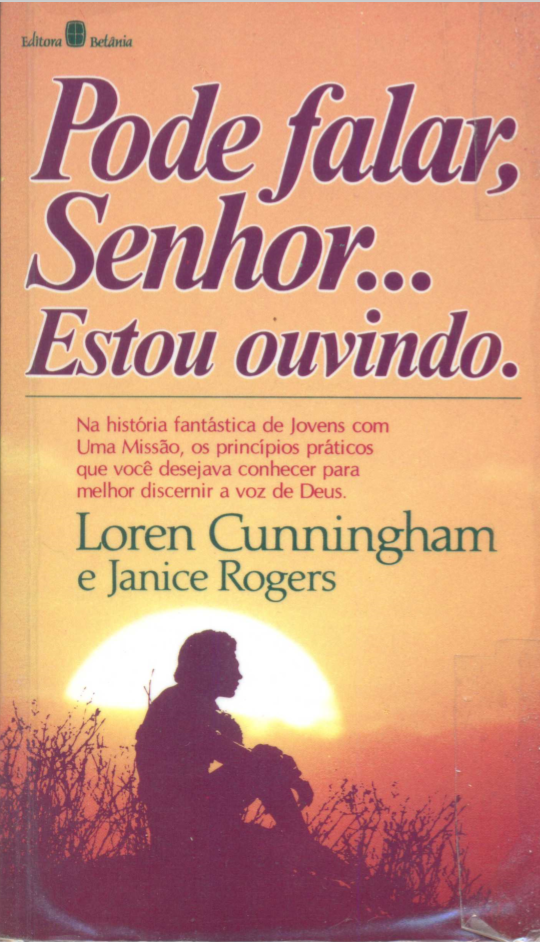 Editora Betânia
Pode falar,
Senhor...
Estou ouvindo.
Na história fantástica de Jovens com
Uma Missão, os princípios práticos
que você desejava conhecer para
melhor discernir a voz de Deus.
Loren Cunningham
e Janice Rogers